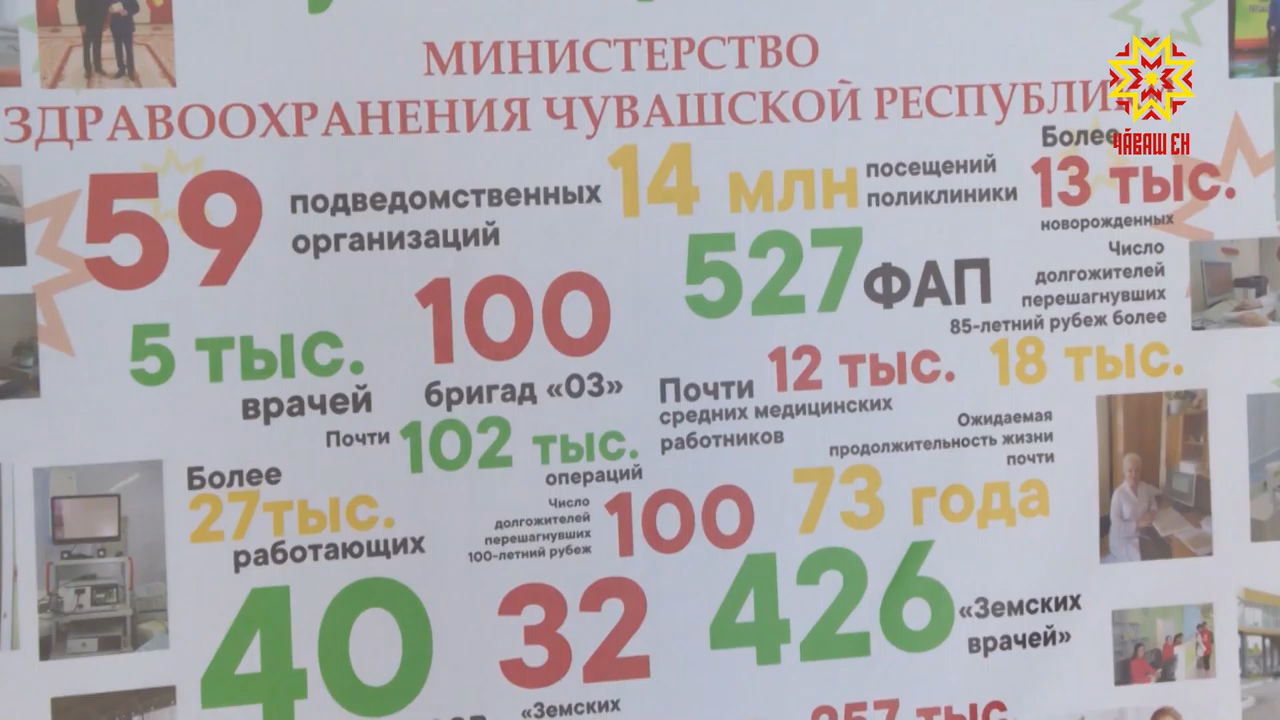 МИНИСТЕРСТВО
ЗДРАВООХРАНЕНИЯ ЧУВАШСКОЙ
ЧӐВАШ ЕН
59
подведомственных
организаций
14 млн
посещений
поликлиники
Более
13 тыс.
новорожденных
5 тыс.
врачей
100
бригад «03»
527 ФАП
Число
долгожителей
перешагнувших
85-летний рубеж более
18 тыс.
Почти 12 тыс.
средних медицинских
работников
Почти 102 тыс.
операций
Ожидаемая
продолжительность жизни
почти
73 года
Более
27тыс.
работающих
Число
долгожителей
перешагнувших
100-летний рубеж
100
40
32
«Земских
426
«Земских
врачей»